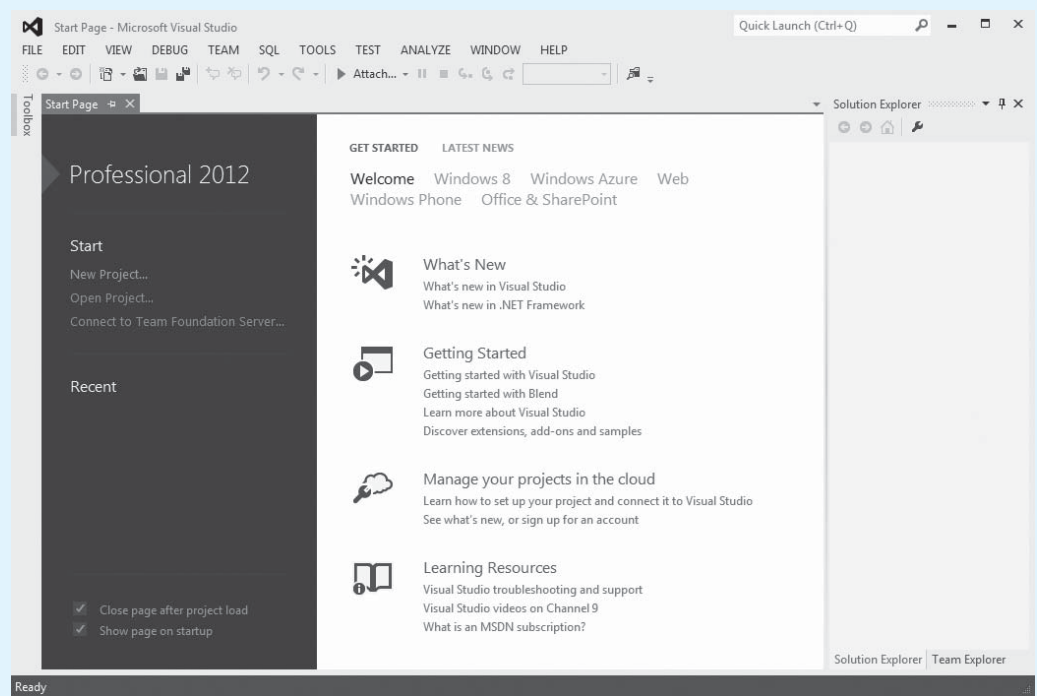 Start Page - Microsoft Visual Studio
Quick Launch (Ctrl+Q)
FILE EDIT VIEW DEBUG TEAM SQL TOOLS TEST ANALYZE WINDOW HELP
Attach...
Toolbox
Start Page
Solution Explorer
Professional 2012
Start
New Project...
Open Project...
Connect to Team Foundation Server...
Recent
Close page after project load
Show page on startup
GET STARTED LATEST NEWS
Welcome Windows 8 Windows Azure Web
Windows Phone Office & SharePoint
What's New
What's new in Visual Studio
What's new in .NET Framework
Getting Started
Getting started with Visual Studio
Getting started with Blend
Learn more about Visual Studio
Discover extensions, add-ons and samples
Manage your projects in the cloud
Learn how to set up your project and connect it to Visual Studio
See what's new, or sign up for an account
Learning Resources
Visual Studio troubleshooting and support
Visual Studio videos on Channel 9
What is an MSDN subscription?
Solution Explorer Team Explorer
Ready